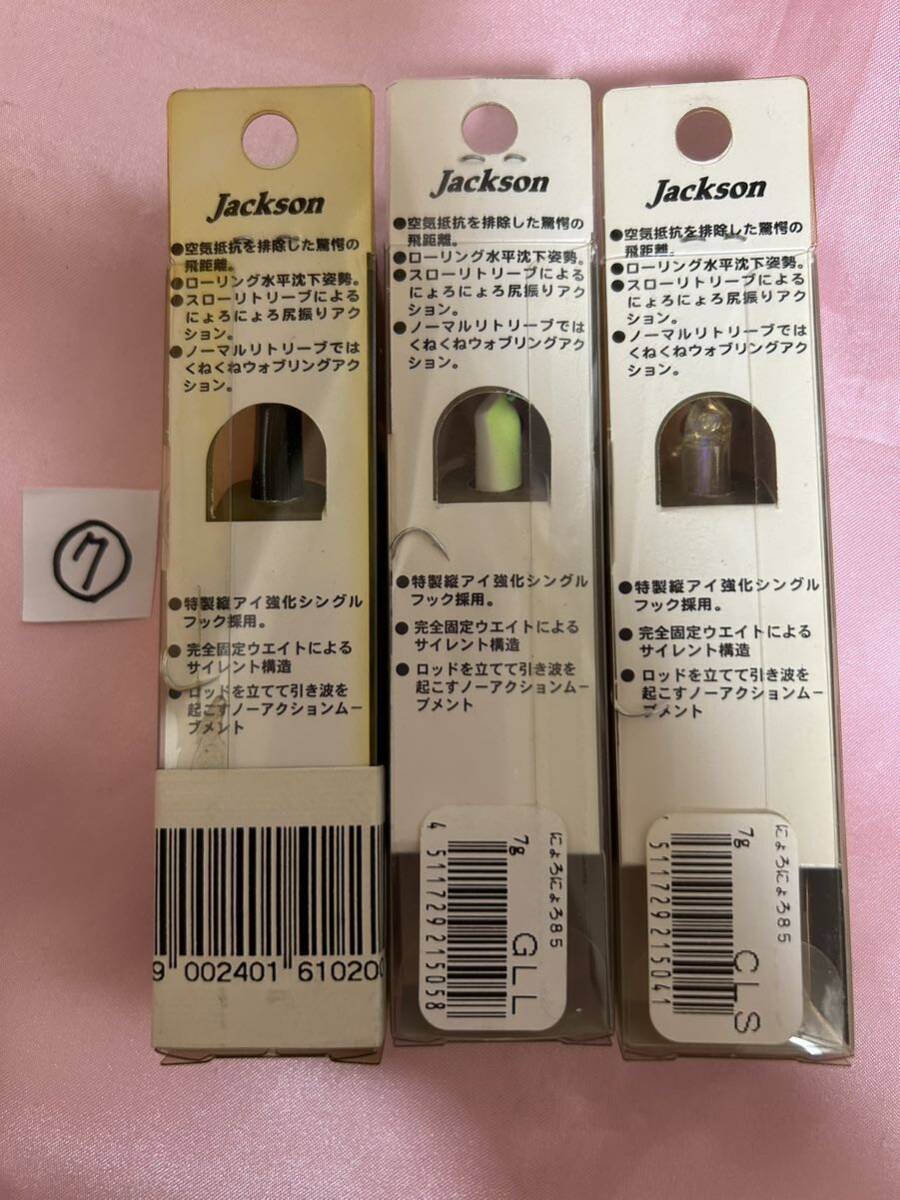 Jackson
●空気抵抗を排除した驚愕の
飛距離。
●ローリング水平沈下姿勢。
●スローリトリーブによる
にょろにょろ尻振りアク
ション。
●ノーマルリトリーブでは
くねくねウォブリングアク
ション。
●特製縦アイ強化シングル
フック採用。
●完全固定ウエイトによる
サイレント構造
●ロッドを立てて引き波を
起こすノーアクションムー
ブメント
9 002401 61020
Jackson
●空気抵抗を排除した驚愕の
飛距離。
●ローリング水平沈下姿勢。
●スローリトリーブによる
にょろにょろ尻振りアク
ション。
●ノーマルリトリーブでは
くねくねウォブリングアク
ション。
●特製縦アイ強化シングル
フック採用。
●完全固定ウエイトによる
サイレント構造
●ロッドを立てて引き波を
起こすノーアクションムー
ブメント
にょろにょろ85
7g GLL
4 511729 215058
Jackson
●空気抵抗を排除した驚愕の
飛距離。
●ローリング水平沈下姿勢。
●スローリトリーブによる
にょろにょろ尻振りアク
ション。
●ノーマルリトリーブでは
くねくねウォブリングアク
ション。
●特製縦アイ強化シングル
フック採用。
●完全固定ウエイトによる
サイレント構造
●ロッドを立てて引き波を
起こすノーアクションムー
ブメント
にょろにょろ85
7g CLS
511729 215041
⑦